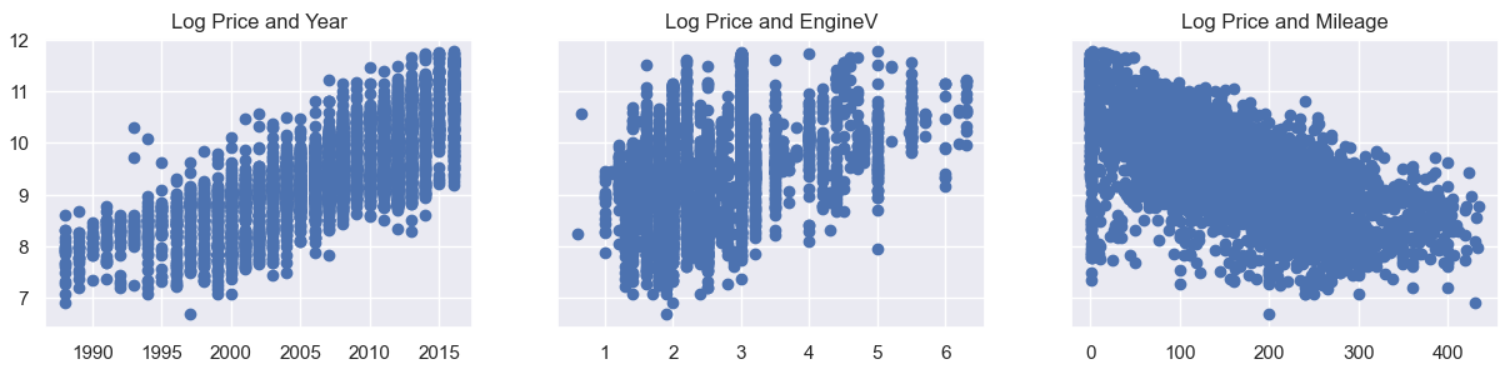 Log Price and Year
Log Price and EngineV
Log Price and Mileage
12
11
10
9
8
7
1990 1995 2000 2005 2010 2015
1 2 3 4 5 6
0 100 200 300 400